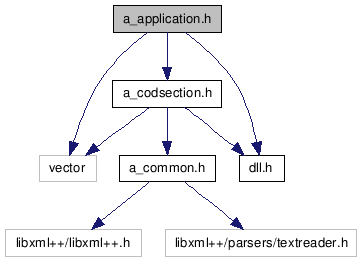 a_application.h
a_codsection.h
vector
a_common.h
dll.h
libxml++/libxml++.h
libxml++/parsers/textreader.h